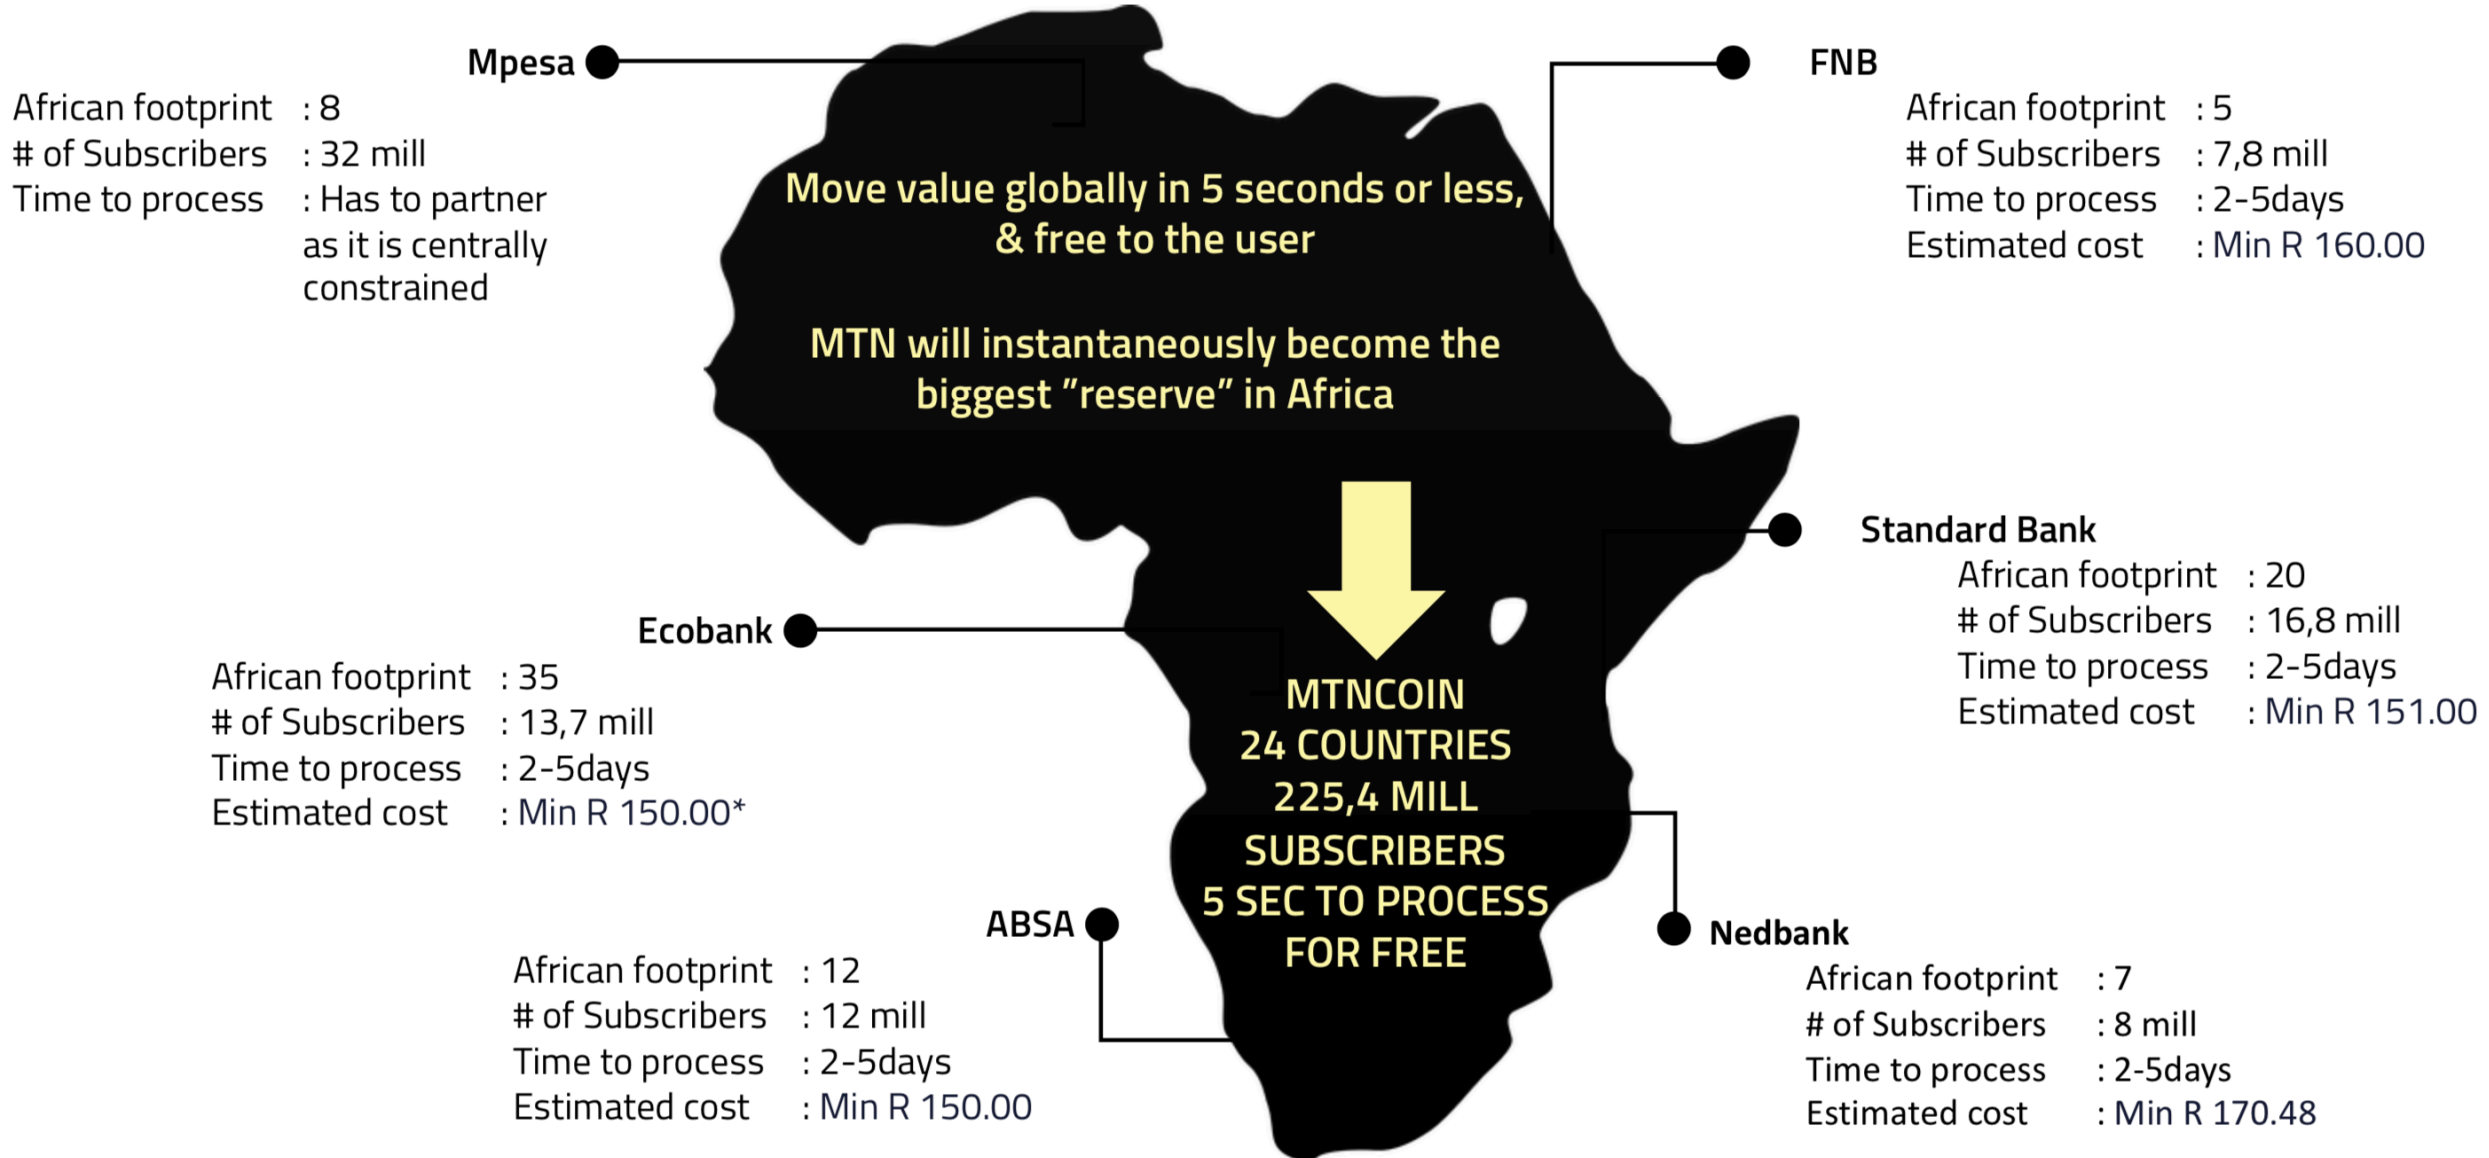 Mpesa
African footprint : 8
# of Subscribers : 32 mill
Time to process : Has to partner
as it is centrally
constrained
FNB
African footprint : 5
# of Subscribers : 7,8 mill
Time to process : 2-5days
Estimated cost : Min R 160.00
Move value globally in 5 seconds or less,
& free to the user
MTN will instantaneously become the
biggest "reserve" in Africa
Standard Bank
African footprint : 20
# of Subscribers : 16,8 mill
Time to process : 2-5days
Estimated cost : Min R 151.00
Ecobank
African footprint : 35
# of Subscribers : 13,7 mill
Time to process : 2-5days
Estimated cost : Min R 150.00*
MTNCOIN
24 COUNTRIES
225,4 MILL
SUBSCRIBERS
5 SEC TO PROCESS
FOR FREE
ABSA
African footprint : 12
# of Subscribers : 12 mill
Time to process : 2-5days
Estimated cost : Min R 150.00
Nedbank
African footprint : 7
# of Subscribers : 8 mill
Time to process : 2-5days
Estimated cost : Min R 170.48